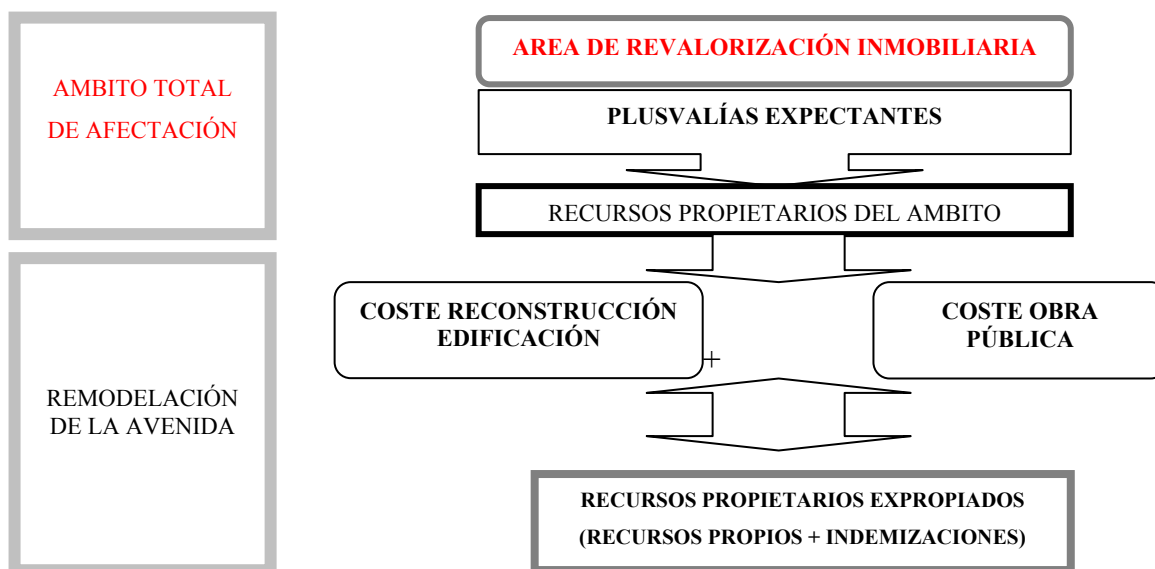 AMBITO TOTAL
DE AFECTACIÓN
AREA DE REVALORIZACIÓN INMOBILIARIA
PLUSVALÍAS EXPECTANTES
RECURSOS PROPIETARIOS DEL AMBITO
REMODELACIÓN
DE LA AVENIDA
COSTE RECONSTRUCCIÓN
EDIFICACIÓN
+
COSTE OBRA
PÚBLICA
RECURSOS PROPIETARIOS EXPROPIADOS
(RECURSOS PROPIOS + INDEMIZACIONES)